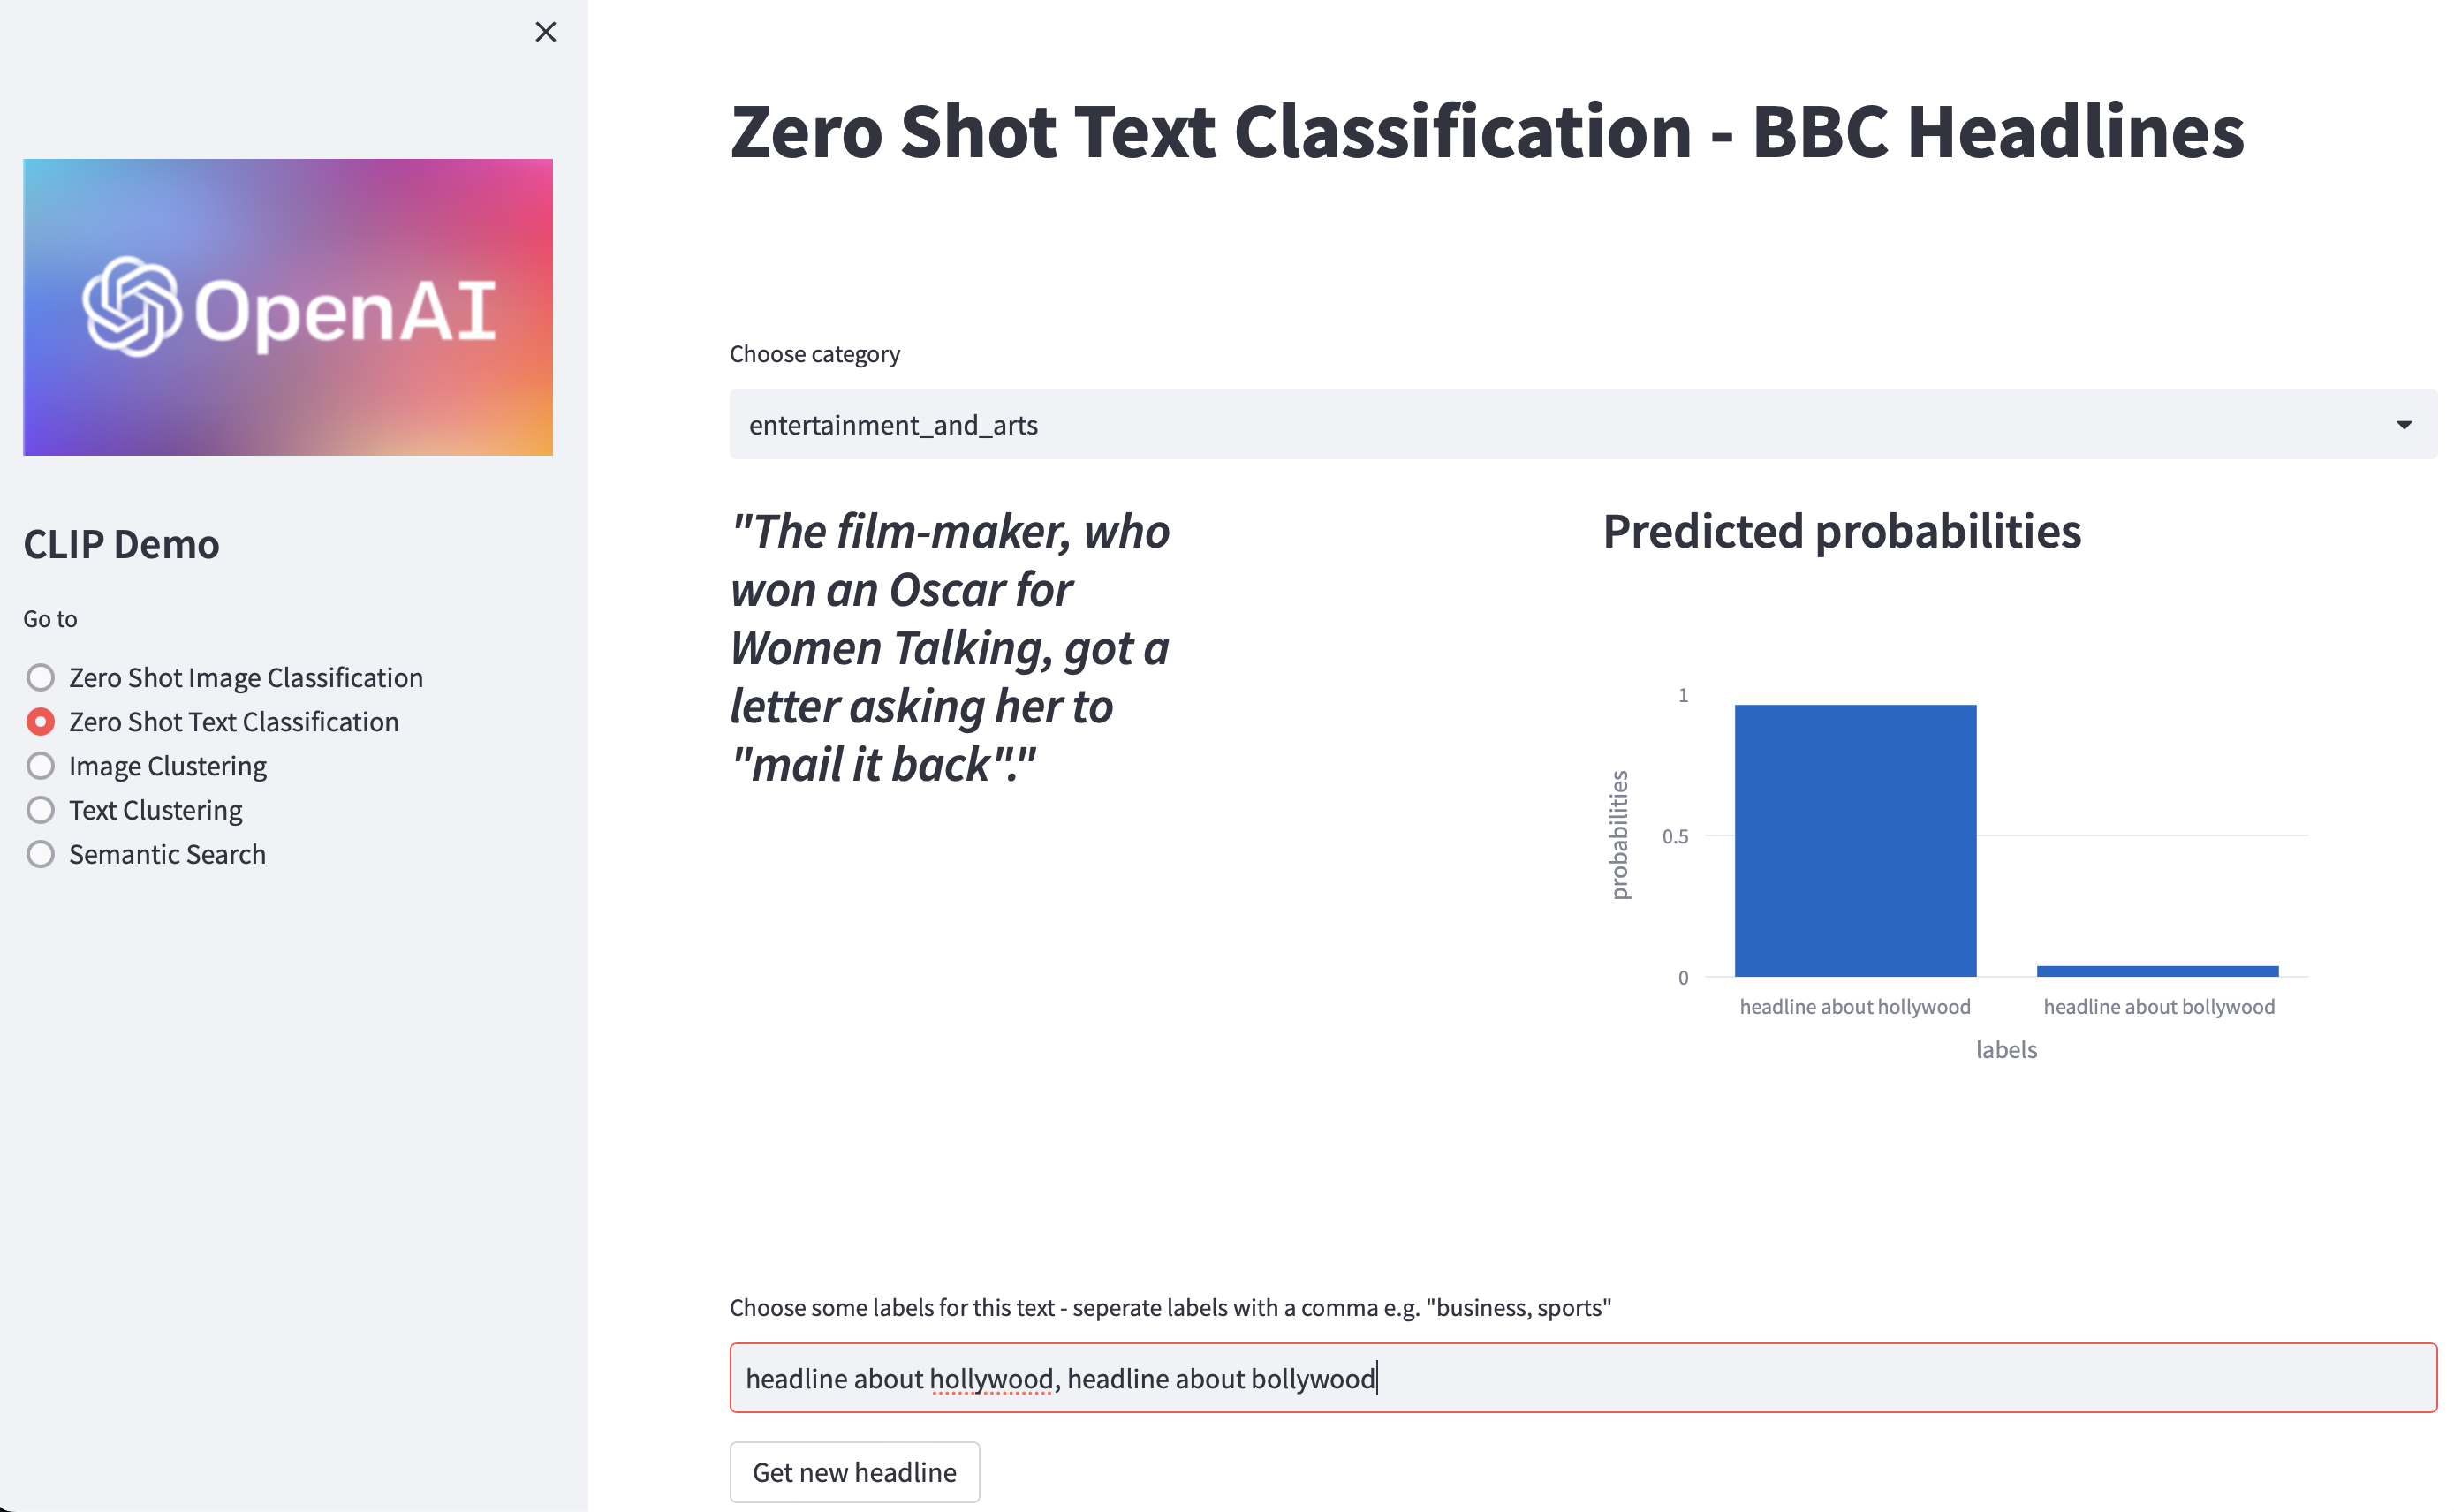 OpenAI
CLIP Demo
Go to
Zero Shot Image Classification
Zero Shot Text Classification
Image Clustering
Text Clustering
Semantic Search
Zero Shot Text Classification - BBC Headlines
Choose category
entertainment_and_arts
"The film-maker, who
won an Oscar for
Women Talking, got a
letter asking her to
"mail it back"."
Predicted probabilities
1
0.5
0
probabilities
headline about hollywood
headline about bollywood
labels
Choose some labels for this text - seperate labels with a comma e.g. "business, sports"
headline about hollywood, headline about bollywood
Get new headline